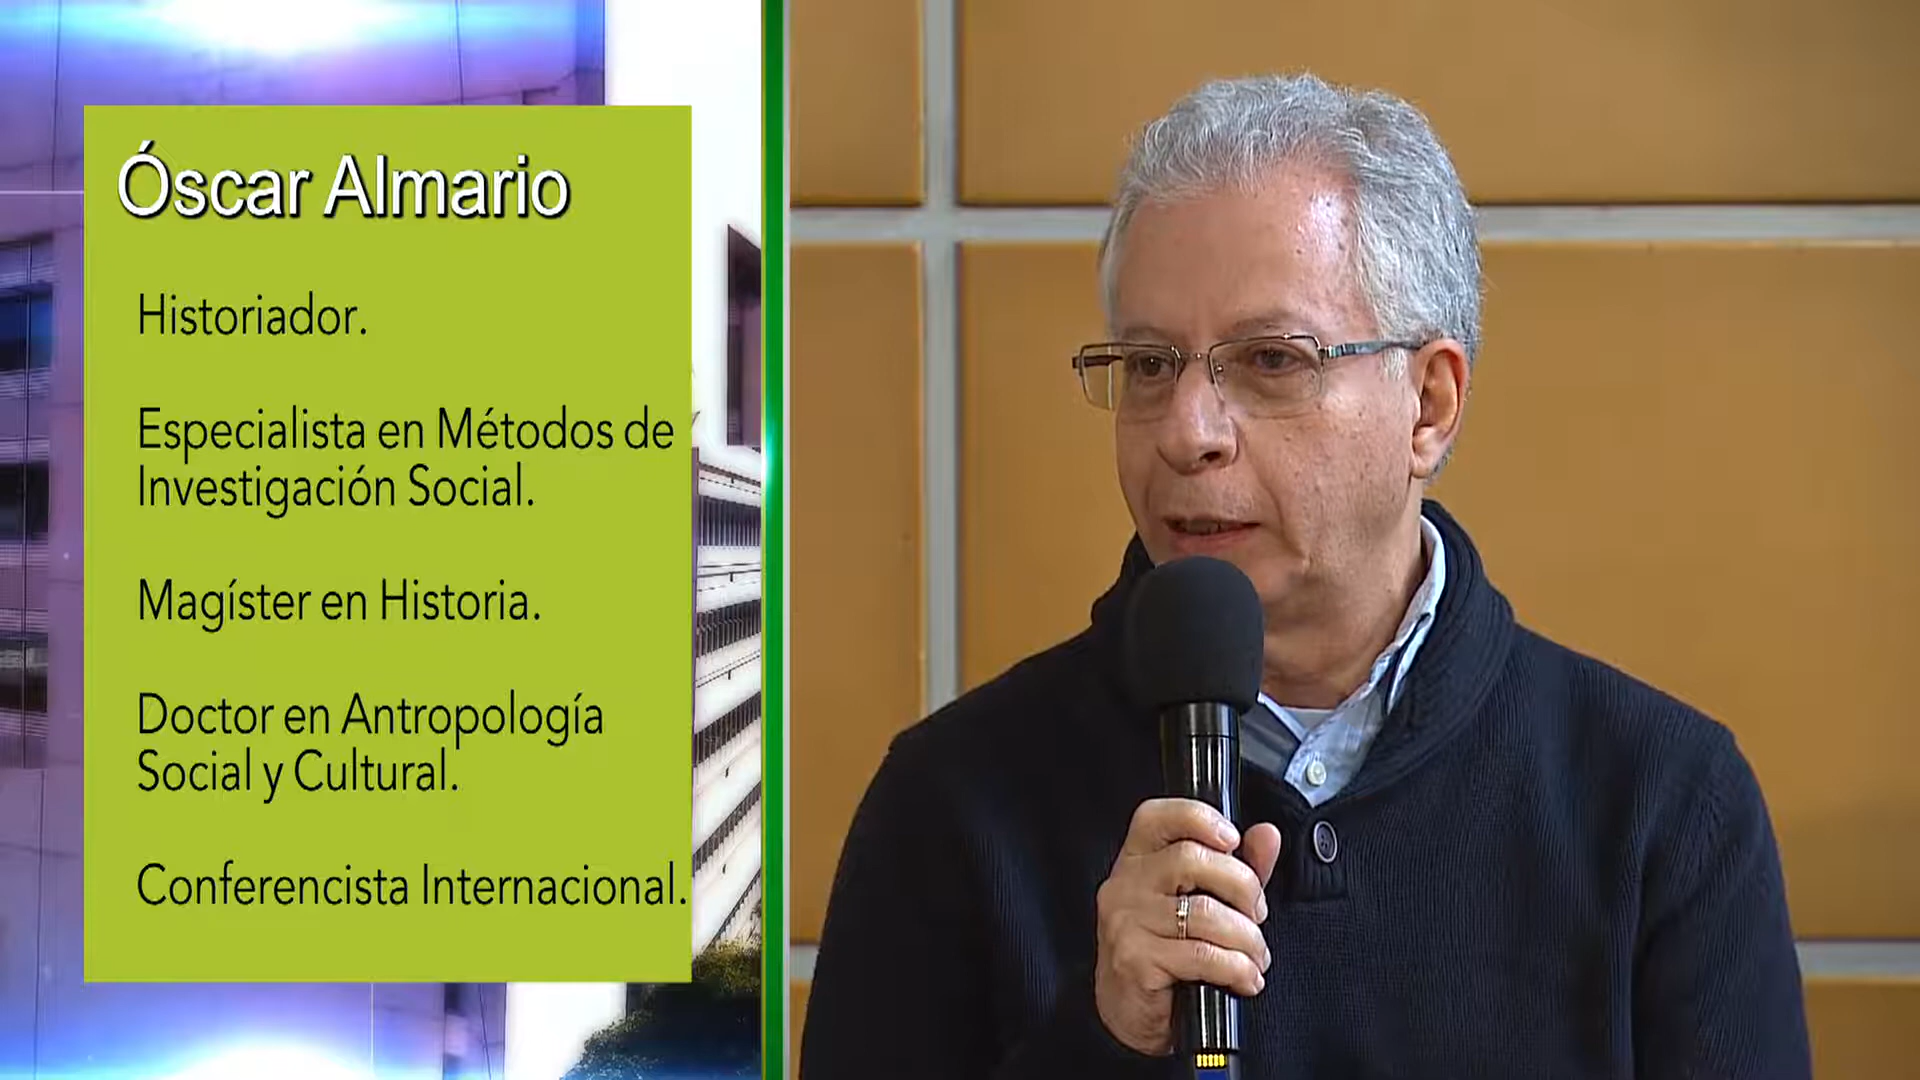 Óscar Almario
Historiador.
Especialista en Métodos de
Investigación Social.
Magíster en Historia.
Doctor en Antropología
Social y Cultural.
Conferencista Internacional.